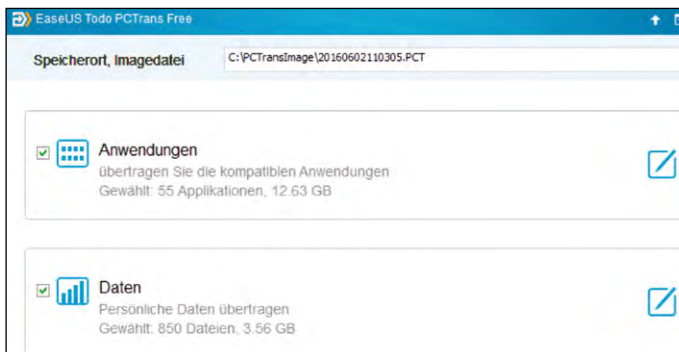 EaseUS Todo PCTrans Free
Speicherort, Imagedatei
C:\PCTransImage\20160602110305.PCT
Anwendungen
übertragen Sie die kompatiblen Anwendungen
Gewählt: 55 Applikationen, 12.63 GB
Daten
Persönliche Daten übertragen
Gewählt: 850 Dateien, 3.56 GB